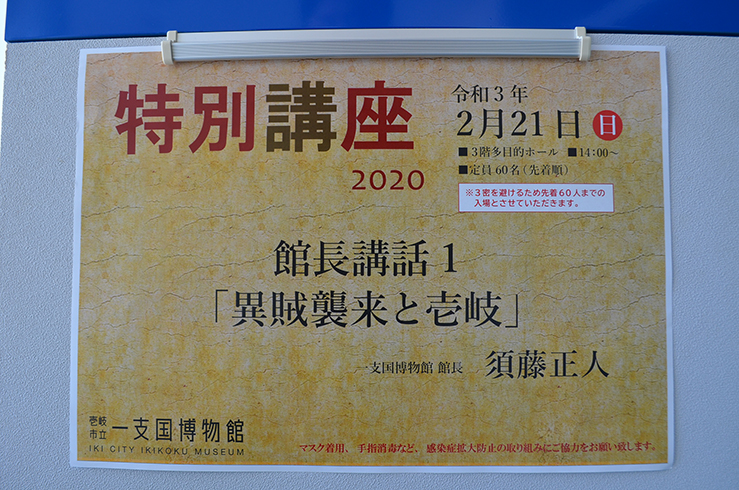 特別講座
2020
令和3年
2月21日 日
■3階多目的ホール ■14:00～
■定員60名(先着順)
※3密を避けるため先着60人までの
入場とさせていただきます。
館長講話1
「異賊襲来と壱岐」
一支国博物館 館長 須藤正人
壱岐
市立 一支国博物館
IKI CITY IKIKOKU MUSEUM
マスク着用、手指消毒など、感染症拡大防止の取り組みにご協力をお願い致します。